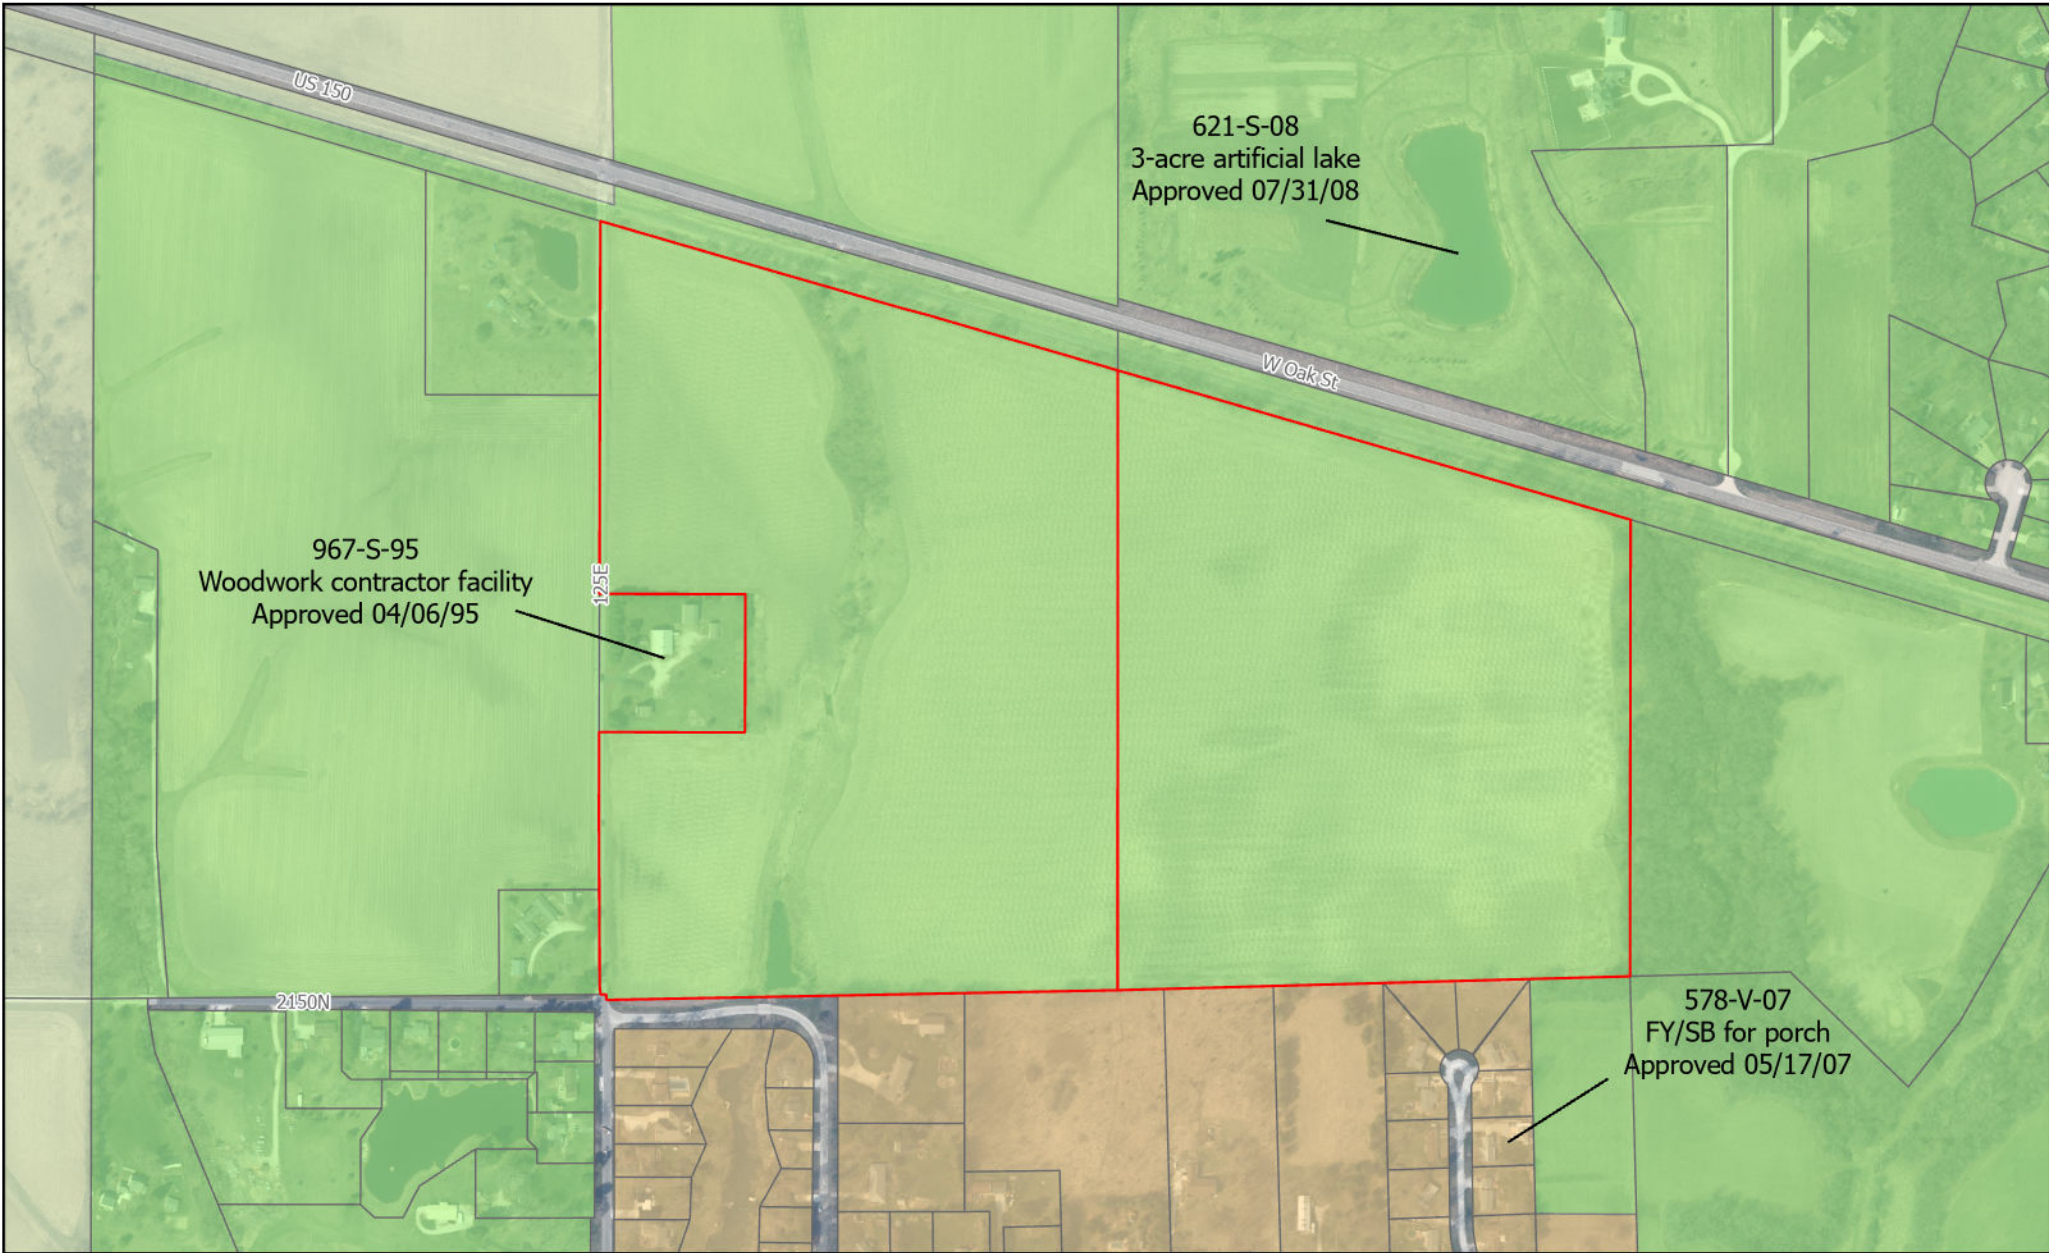 US 150
621-S-08
3-acre artificial lake
Approved 07/31/08
W Oak St
967-S-95
Woodwork contractor facility
Approved 04/06/95
125E
2150N
578-V-07
FY/SB for porch
Approved 05/17/07